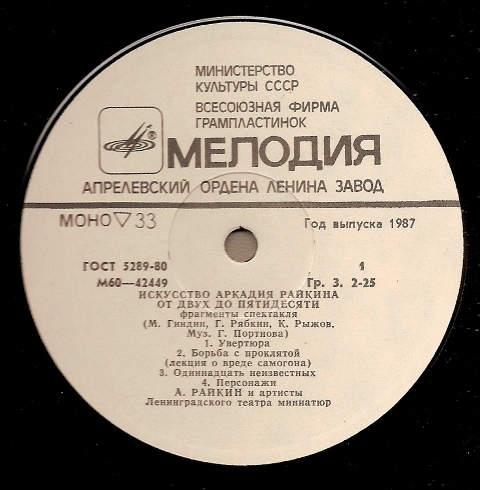 МИНИСТЕРСТВО
КУЛЬТУРЫ СССР
ВСЕСОЮЗНАЯ ФИРМА
ГРАМПЛАСТИНОК
®
МЕЛОДИЯ
АПРЕЛЕВСКИЙ ОРДЕНА ЛЕНИНА ЗАВОД
МОНО ▽ 33
Год выпуска 1987
ГОСТ 5289-80
1
М60—42449
Гр. 3. 2-25
ИСКУССТВО АРКАДИЯ РАЙКИНА
ОТ ДВУХ ДО ПЯТИДЕСЯТИ
фрагменты спектакля
(М. Гиндин, Г. Рябкин, К. Рыжов.
Муз. Г. Портнова)
1. Увертюра
2. Борьба с проклятой
(лекция о вреде самогона)
3. Одиннадцать неизвестных
4. Персонажи
А. РАЙКИН и артисты
Ленинградского театра миниатюр